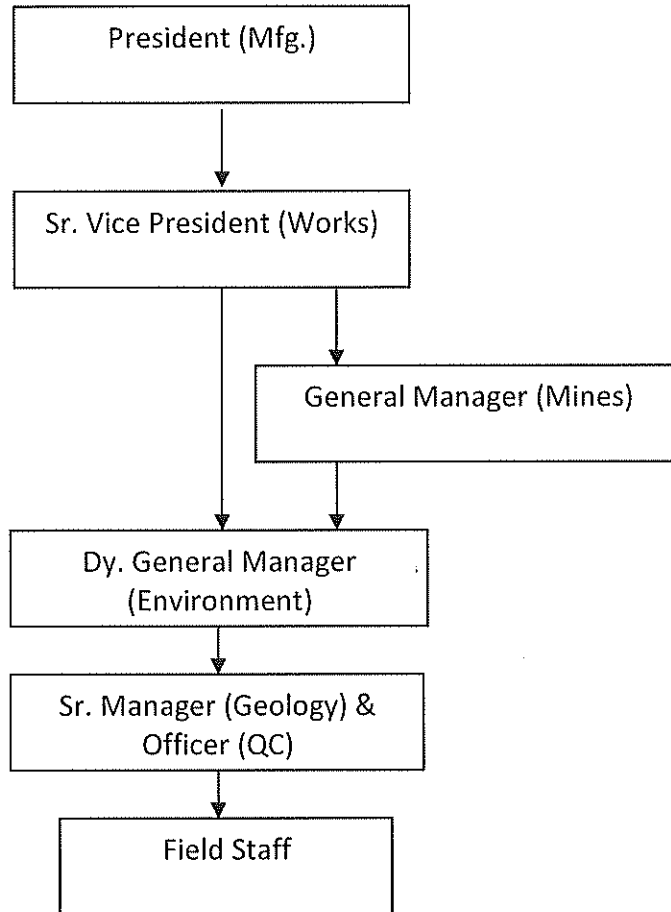 President (Mfg.)
Sr. Vice President (Works)
General Manager (Mines)
Dy. General Manager
(Environment)
Sr. Manager (Geology) &
Officer (QC)
Field Staff